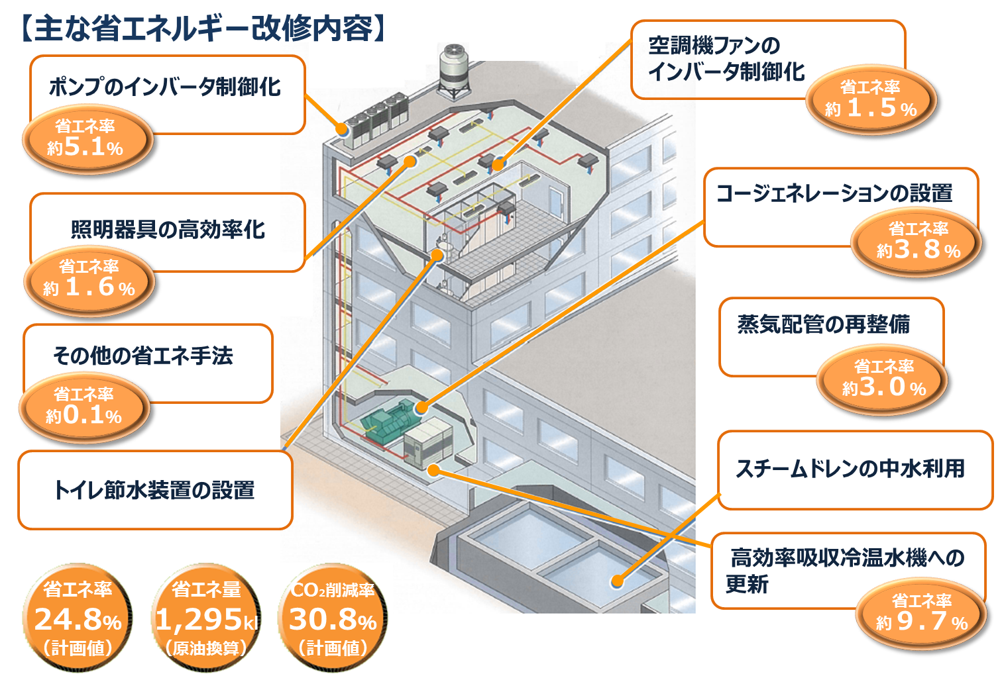 【主な省エネルギー改修内容】
ポンプのインバータ制御化
省エネ率
約5.1%
照明器具の高効率化
省エネ率
約1.6%
その他の省エネ手法
省エネ率
約0.1%
トイレ節水装置の設置
空調機ファンの
インバータ制御化
省エネ率
約1.5%
コージェネレーションの設置
省エネ率
約3.8%
蒸気配管の再整備
省エネ率
約3.0%
スチームドレンの中水利用
高効率吸収冷温水機への
更新
省エネ率
約9.7%
省エネ率
24.8%
（計画値）
省エネ量
1,295kl
（原油換算）
CO₂削減率
30.8%
（計画値）